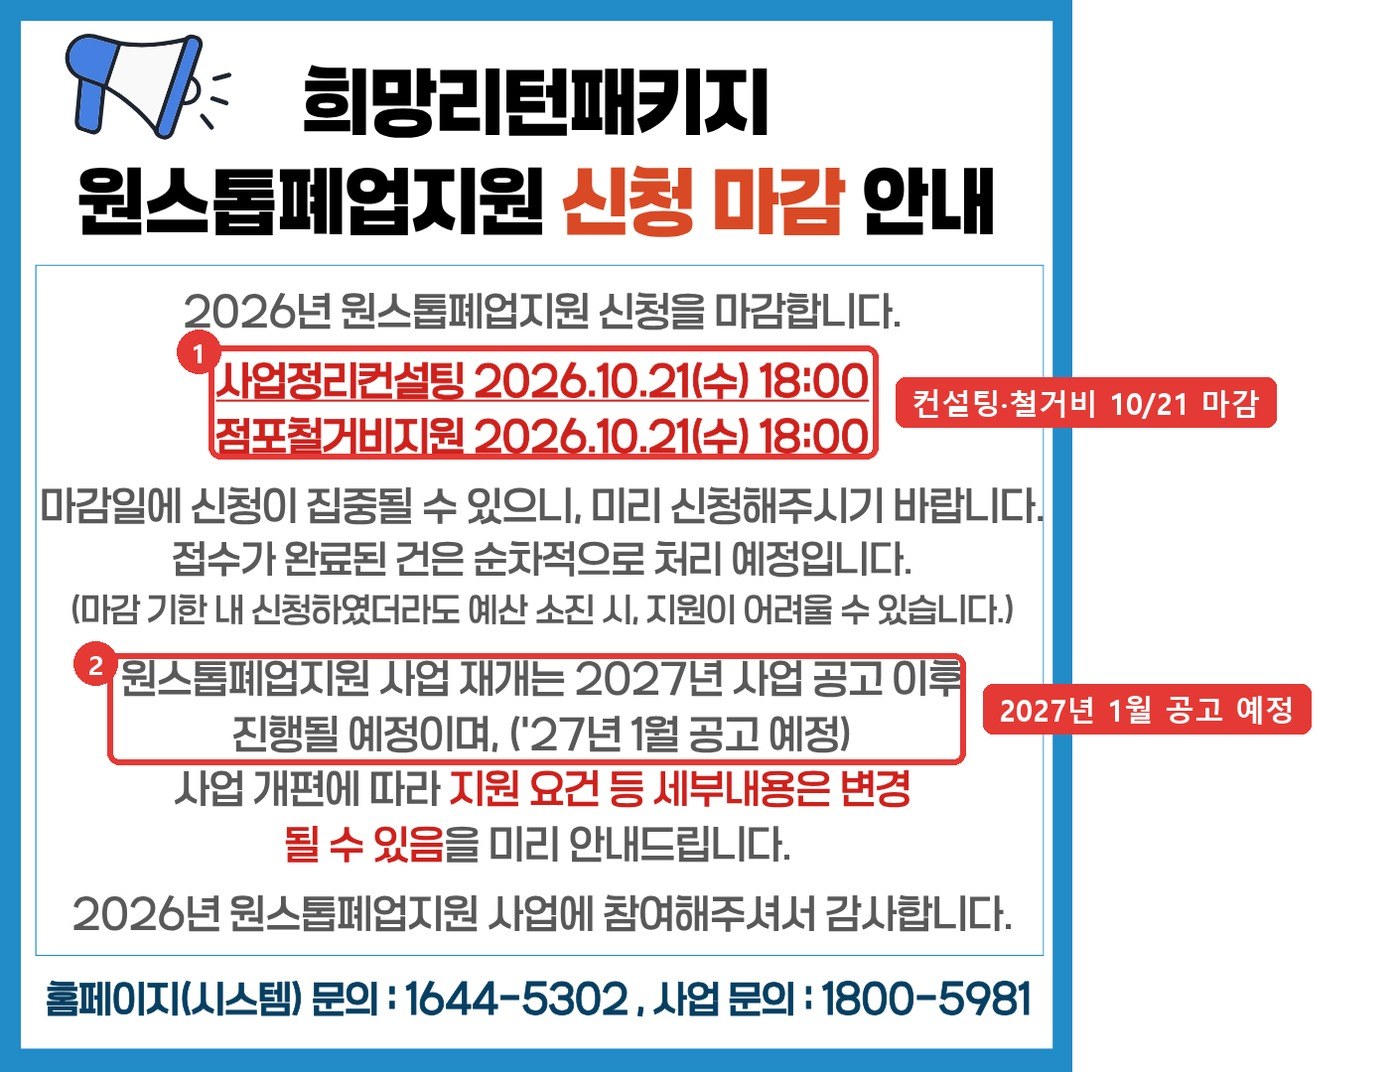 희망리턴패키지
원스톱폐업지원 신청 마감 안내
2026년 원스톱폐업지원 신청을 마감합니다.
1
사업정리컨설팅 2026.10.21(수) 18:00
컨설팅·철거비 10/21 마감
점포철거비지원 2026.10.21(수) 18:00
마감일에 신청이 집중될 수 있으니, 미리 신청해주시기 바랍니다.
접수가 완료된 건은 순차적으로 처리 예정입니다.
(마감 기한 내 신청하였더라도 예산 소진 시, 지원이 어려울 수 있습니다.)
2
원스톱폐업지원 사업 재개는 2027년 사업 공고 이후
2027년 1월 공고 예정
진행될 예정이며, ('27년 1월 공고 예정)
사업 개편에 따라 지원 요건 등 세부내용은 변경
될 수 있음을 미리 안내드립니다.
2026년 원스톱폐업지원 사업에 참여해주셔서 감사합니다.
홈페이지(시스템) 문의 : 1644-5302 , 사업 문의 : 1800-5981